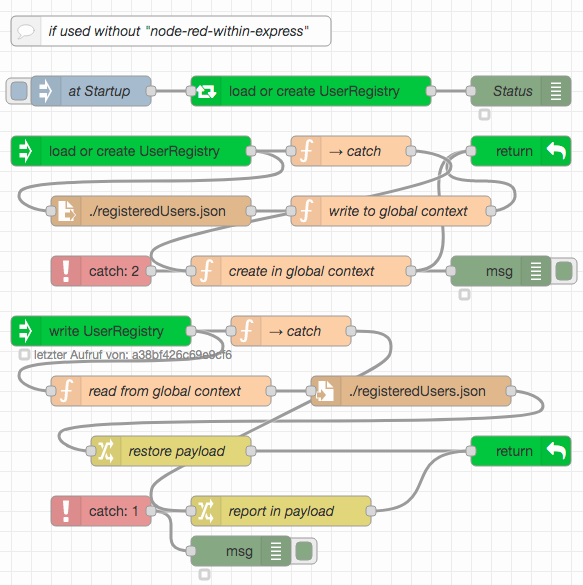 if used without "node-red-within-express"
at Startup
load or create UserRegistry
Status
load or create UserRegistry
→ catch
return
./registeredUsers.json
write to global context
catch: 2
create in global context
msg
write UserRegistry
→ catch
letzter Aufruf von: a38bf426c69e9cf6
read from global context
./registeredUsers.json
restore payload
return
catch: 1
report in payload
msg